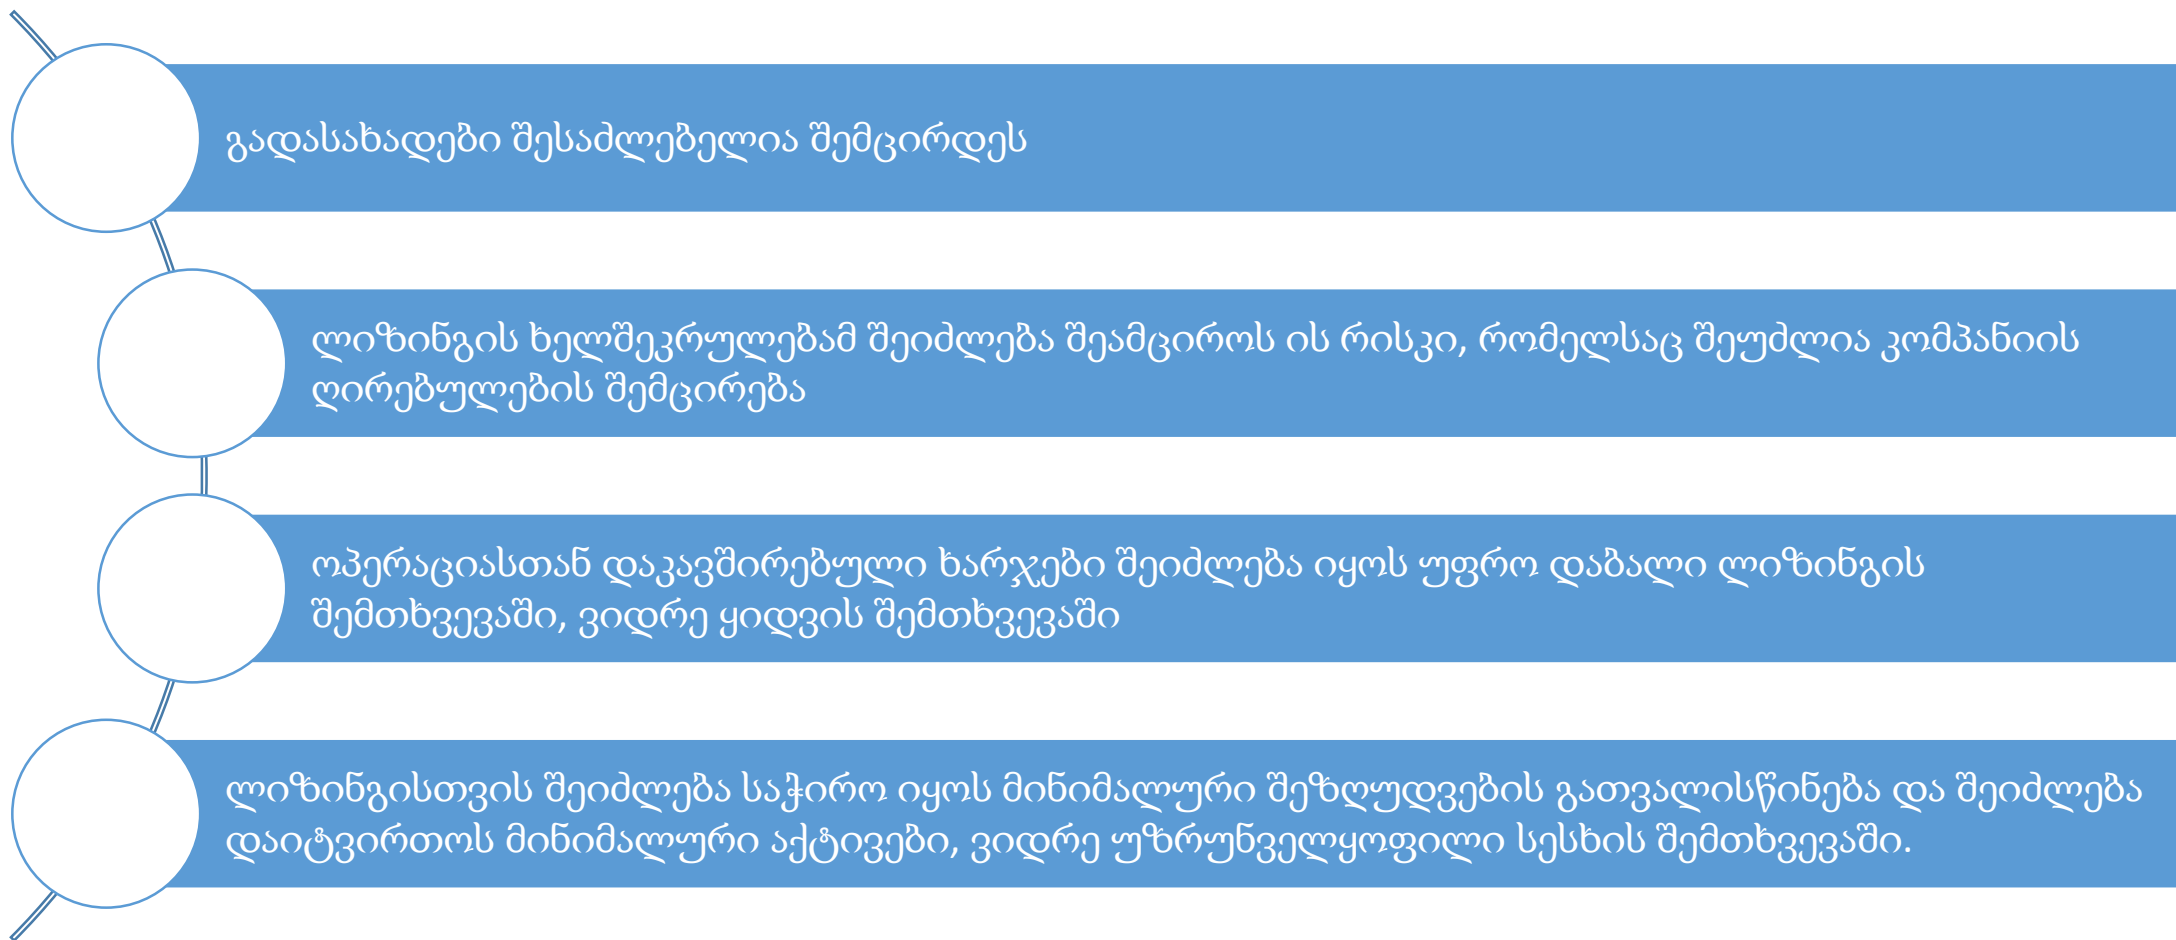 გადასახადები შესაძლებელია შემცირდეს
ლიზინგის ხელშეკრულებამ შეიძლება შეამციროს ის რისკი, რომელსაც შეუძლია კომპანიის
ღირებულების შემცირება
ოპერაციასთან დაკავშირებული ხარჯები შეიძლება იყოს უფრო დაბალი ლიზინგის
შემთხვევაში, ვიდრე ყიდვის შემთხვევაში
ლიზინგისთვის შეიძლება საჭირო იყოს მინიმალური შეზღუდვების გათვალისწინება და შეიძლება
დაიტვირთოს მინიმალური აქტივები, ვიდრე უზრუნველყოფილი სესხის შემთხვევაში.